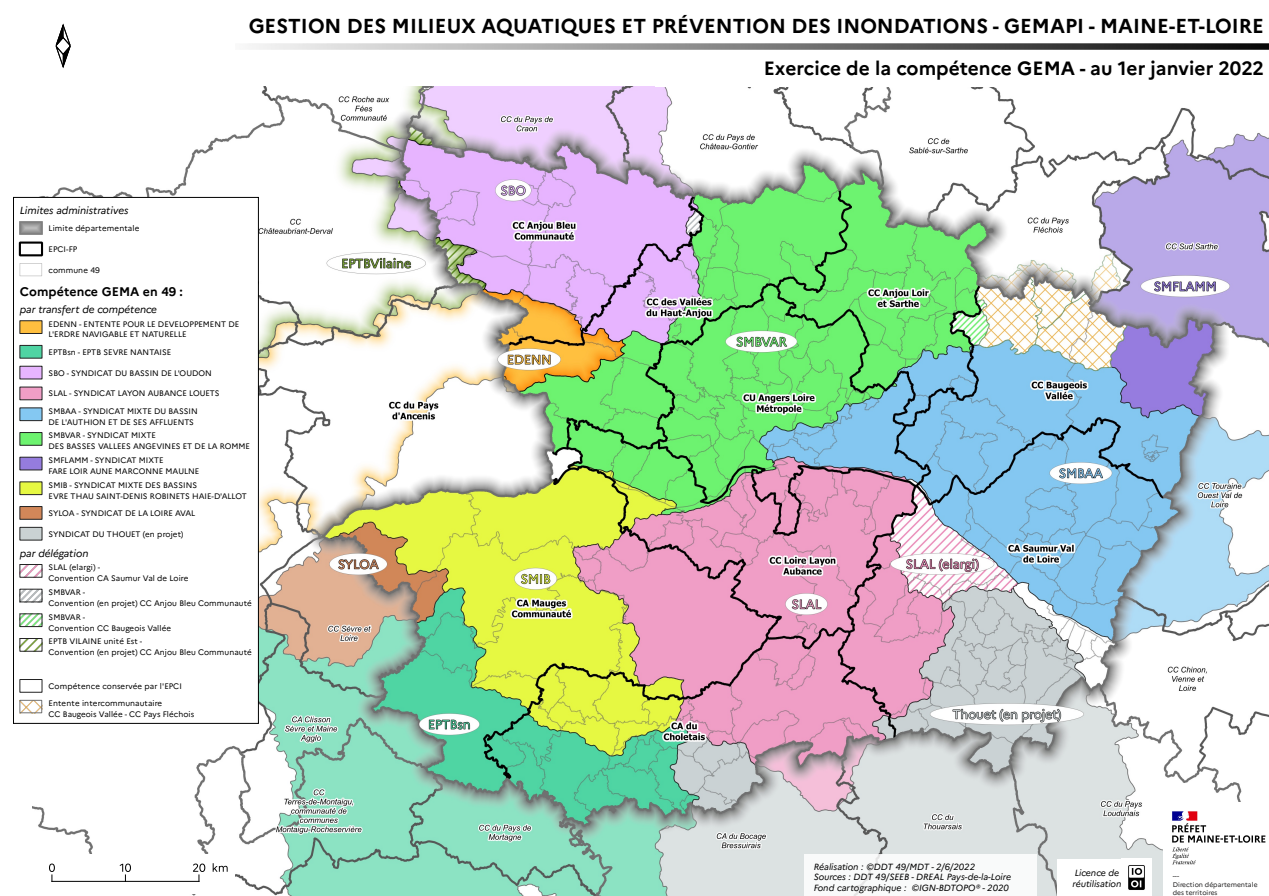 GESTION DES MILIEUX AQUATIQUES ET PRÉVENTION DES INONDATIONS - GEMAPI - MAINE-ET-LOIRE
Exercice de la compétence GEMA - au 1er janvier 2022
CC Roche aux
Fées
Communauté
CC du Pays de
Craon
CC du Pays de
Château-Gontier
CC de
Sablé-sur-Sarthe
CC du Pays
Fléchois
CC Sud Sarthe
SMFLAMM
CC
Châteaubriant-Derval
EPTBVilaine
SBO
CC Anjou Bleu
Communauté
CC des Vallées
du Haut-Anjou
CC Anjou Loir
et Sarthe
SMBVAR
EDENN
CC du Pays
d'Ancenis
CU Angers Loire
Métropole
CC Baugeois
Vallée
SMBAA
CC Touraine
Ouest Val de
Loire
CA Saumur Val
de Loire
SYLOA
SMIB
CA Mauges
Communauté
CC Loire Layon
Aubance
SLAL
SLAL (elargi)
CC Sèvre et
Loire
EPTBsn
CA du
Choletais
Thouet (en projet)
CC Chinon,
Vienne et
Loire
CA Clisson
Sèvre et Maine
Agglo
CC
Terres-de-Montaigu,
communauté de
communes
Montaigu-Rocheservière
CC du Pays de
Mortagne
CA du Bocage
Bressuirais
CC du
Thouarsais
CC du Pays
Loudunais
Limites administratives
Limite départementale
EPCI-FP
commune 49
Compétence GEMA en 49 :
par transfert de compétence
EDENN - ENTENTE POUR LE DEVELOPPEMENT DE
L'ERDRE NAVIGABLE ET NATURELLE
EPTBsn - EPTB SEVRE NANTAISE
SBO - SYNDICAT DU BASSIN DE L'OUDON
SLAL - SYNDICAT LAYON AUBANCE LOUETS
SMBAA - SYNDICAT MIXTE DU BASSIN
DE L'AUTHION ET DE SES AFFLUENTS
SMBVAR - SYNDICAT MIXTE
DES BASSES VALLEES ANGEVINES ET DE LA ROMME
SMFLAMM - SYNDICAT MIXTE
FARE LOIR AUNE MARCONNE MAULNE
SMIB - SYNDICAT MIXTE DES BASSINS
EVRE THAU SAINT-DENIS ROBINETS HAIE-D'ALLOT
SYLOA - SYNDICAT DE LA LOIRE AVAL
SYNDICAT DU THOUET (en projet)
par délégation
SLAL (elargi) -
Convention CA Saumur Val de Loire
SMBVAR -
Convention (en projet) CC Anjou Bleu Communauté
SMBVAR -
Convention CC Baugeois Vallée
EPTB VILAINE unité Est -
Convention (en projet) CC Anjou Bleu Communauté
Compétence conservée par l'EPCI
Entente intercommunautaire
CC Baugeois Vallée - CC Pays Fléchois
0 10 20 km
Réalisation : ©DDT 49/MDT - 2/6/2022
Sources : DDT 49/SEEB - DREAL Pays-de-la-Loire
Fond cartographique : ©IGN-BDTOPO® - 2020
Licence de
réutilisation
PRÉFET
DE MAINE-ET-LOIRE
Liberté
Égalité
Fraternité
Direction départementale
des territoires